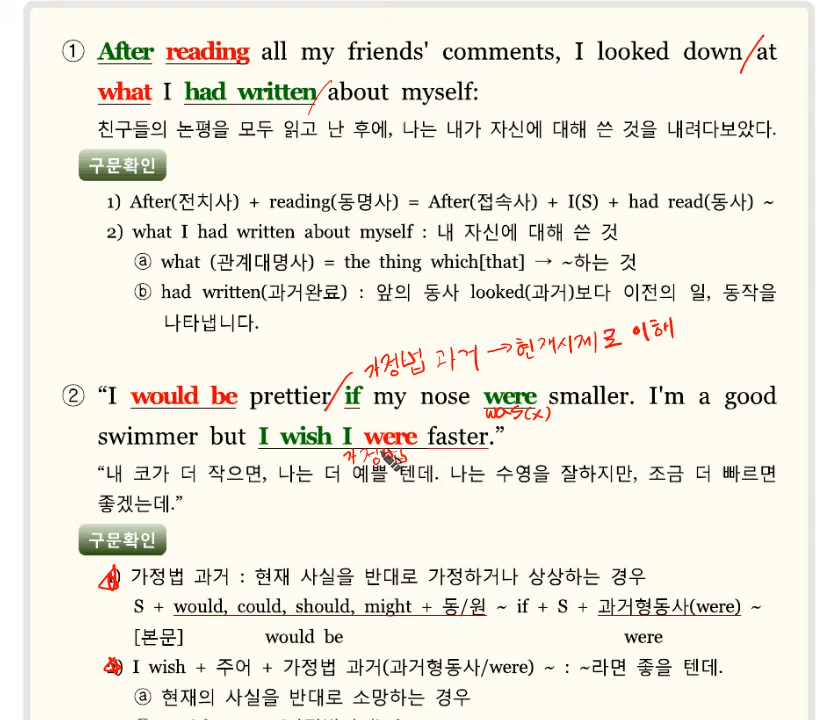 ① After reading all my friends' comments, I looked down / at
what I had written / about myself:
친구들의 논평을 모두 읽고 난 후에, 나는 내가 자신에 대해 쓴 것을 내려다보았다.
구문확인
1) After(전치사) + reading(동명사) = After(접속사) + I(S) + had read(동사) ~
2) what I had written about myself : 내 자신에 대해 쓴 것
ⓐ what (관계대명사) = the thing which[that] → ~하는 것
ⓑ had written(과거완료) : 앞의 동사 looked(과거)보다 이전의 일, 동작을
나타냅니다.
가정법 과거 → 현재시제로 이해
② “I would be prettier / if my nose were smaller. I'm a good
was(x)
swimmer but I wish I were faster.”
가정법
“내 코가 더 작으면, 나는 더 예쁠 텐데. 나는 수영을 잘하지만, 조금 더 빠르면
좋겠는데.”
구문확인
1) 가정법 과거 : 현재 사실을 반대로 가정하거나 상상하는 경우
S + would, could, should, might + 동/원 ~ if + S + 과거형동사(were) ~
[본문] would be were
2) I wish + 주어 + 가정법 과거(과거형동사/were) ~ : ~라면 좋을 텐데.
ⓐ 현재의 사실을 반대로 소망하는 경우